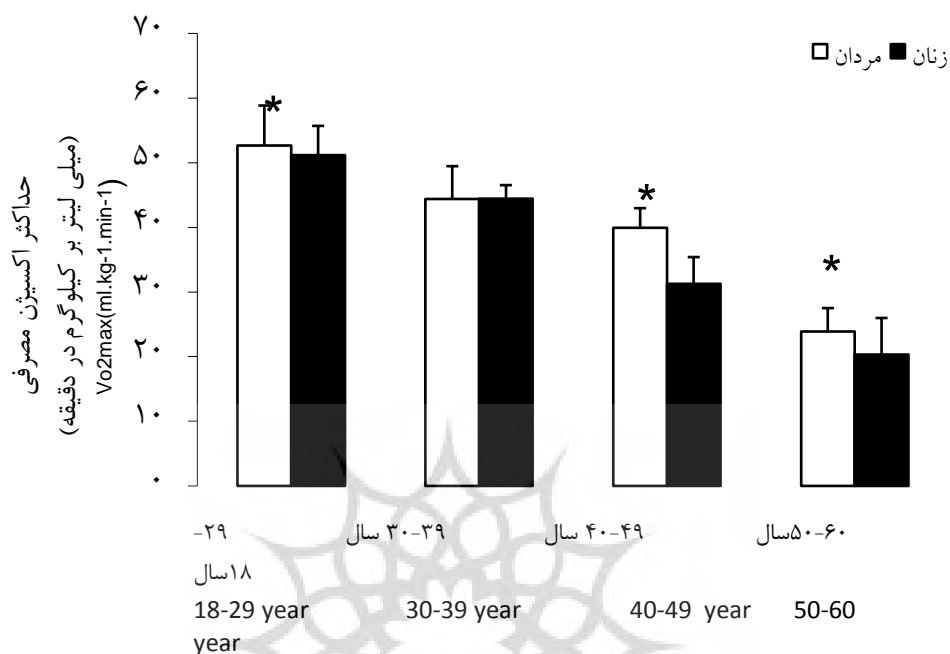 ۷۰
۶۰
۵۰
۴۰
۳۰
۲۰
۱۰
۰
حداکثر اکسیژن مصرفی
(میلی لیتر بر کیلوگرم در دقیقه)
Vo2max(ml.kg-1.min-1)
مردان زنان
*
*
*
۲۹- ۳۰-۳۹ سال ۴۰-۴۹ سال ۵۰-۶۰سال
۱۸سال
18-29 year 30-39 year 40-49 year 50-60
year